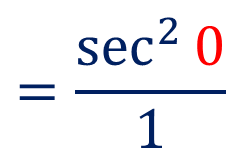 = sec² 0 / 1